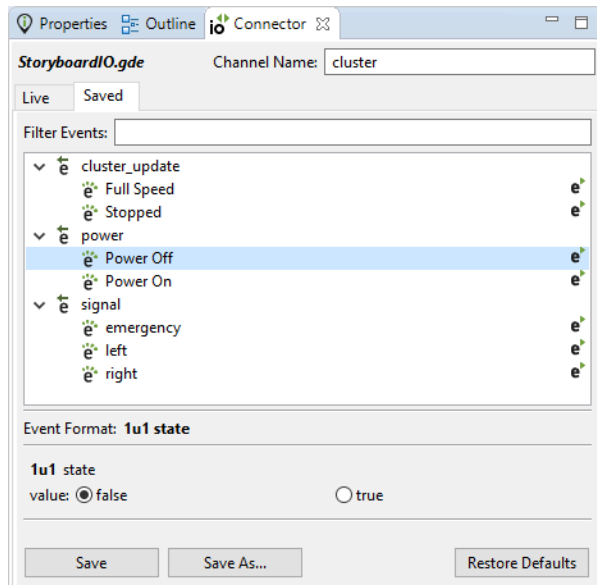 Properties Outline Connector
StoryboardIO.gde Channel Name: cluster
Live Saved
Filter Events:
cluster_update
Full Speed
Stopped
power
Power Off
Power On
signal
emergency
left
right
Event Format: 1u1 state
1u1 state
value: false true
Save Save As... Restore Defaults